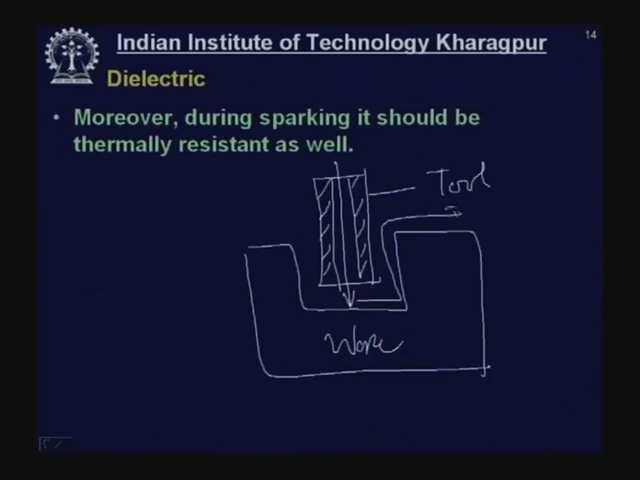 Indian Institute of Technology Kharagpur
14
Dielectric
• Moreover, during sparking it should be
thermally resistant as well.
Tool
Work